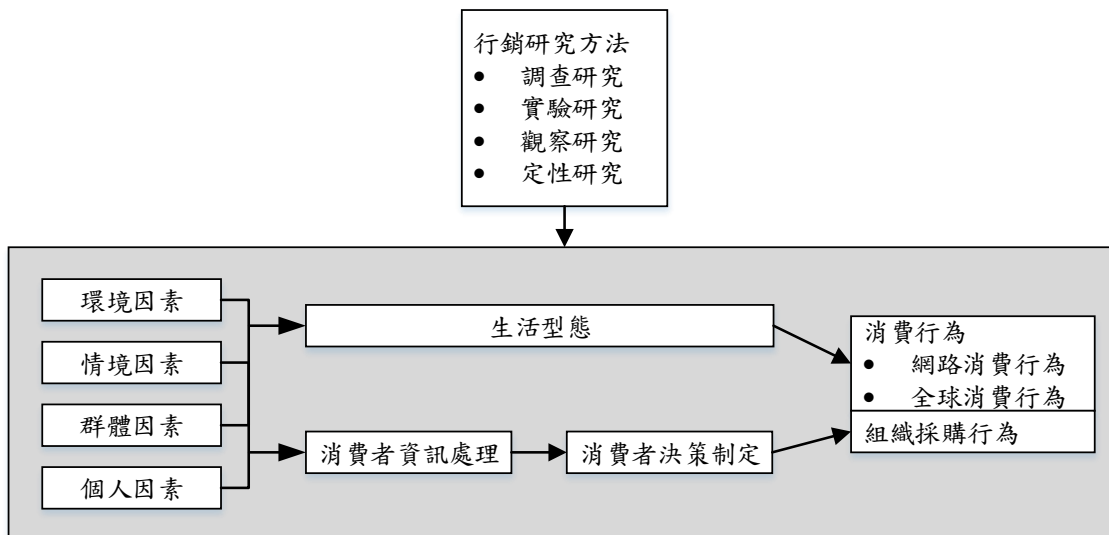 行銷研究方法
● 調查研究
● 實驗研究
● 觀察研究
● 定性研究
環境因素
情境因素
群體因素
個人因素
生活型態
消費者資訊處理
消費者決策制定
消費行為
● 網路消費行為
● 全球消費行為
組織採購行為